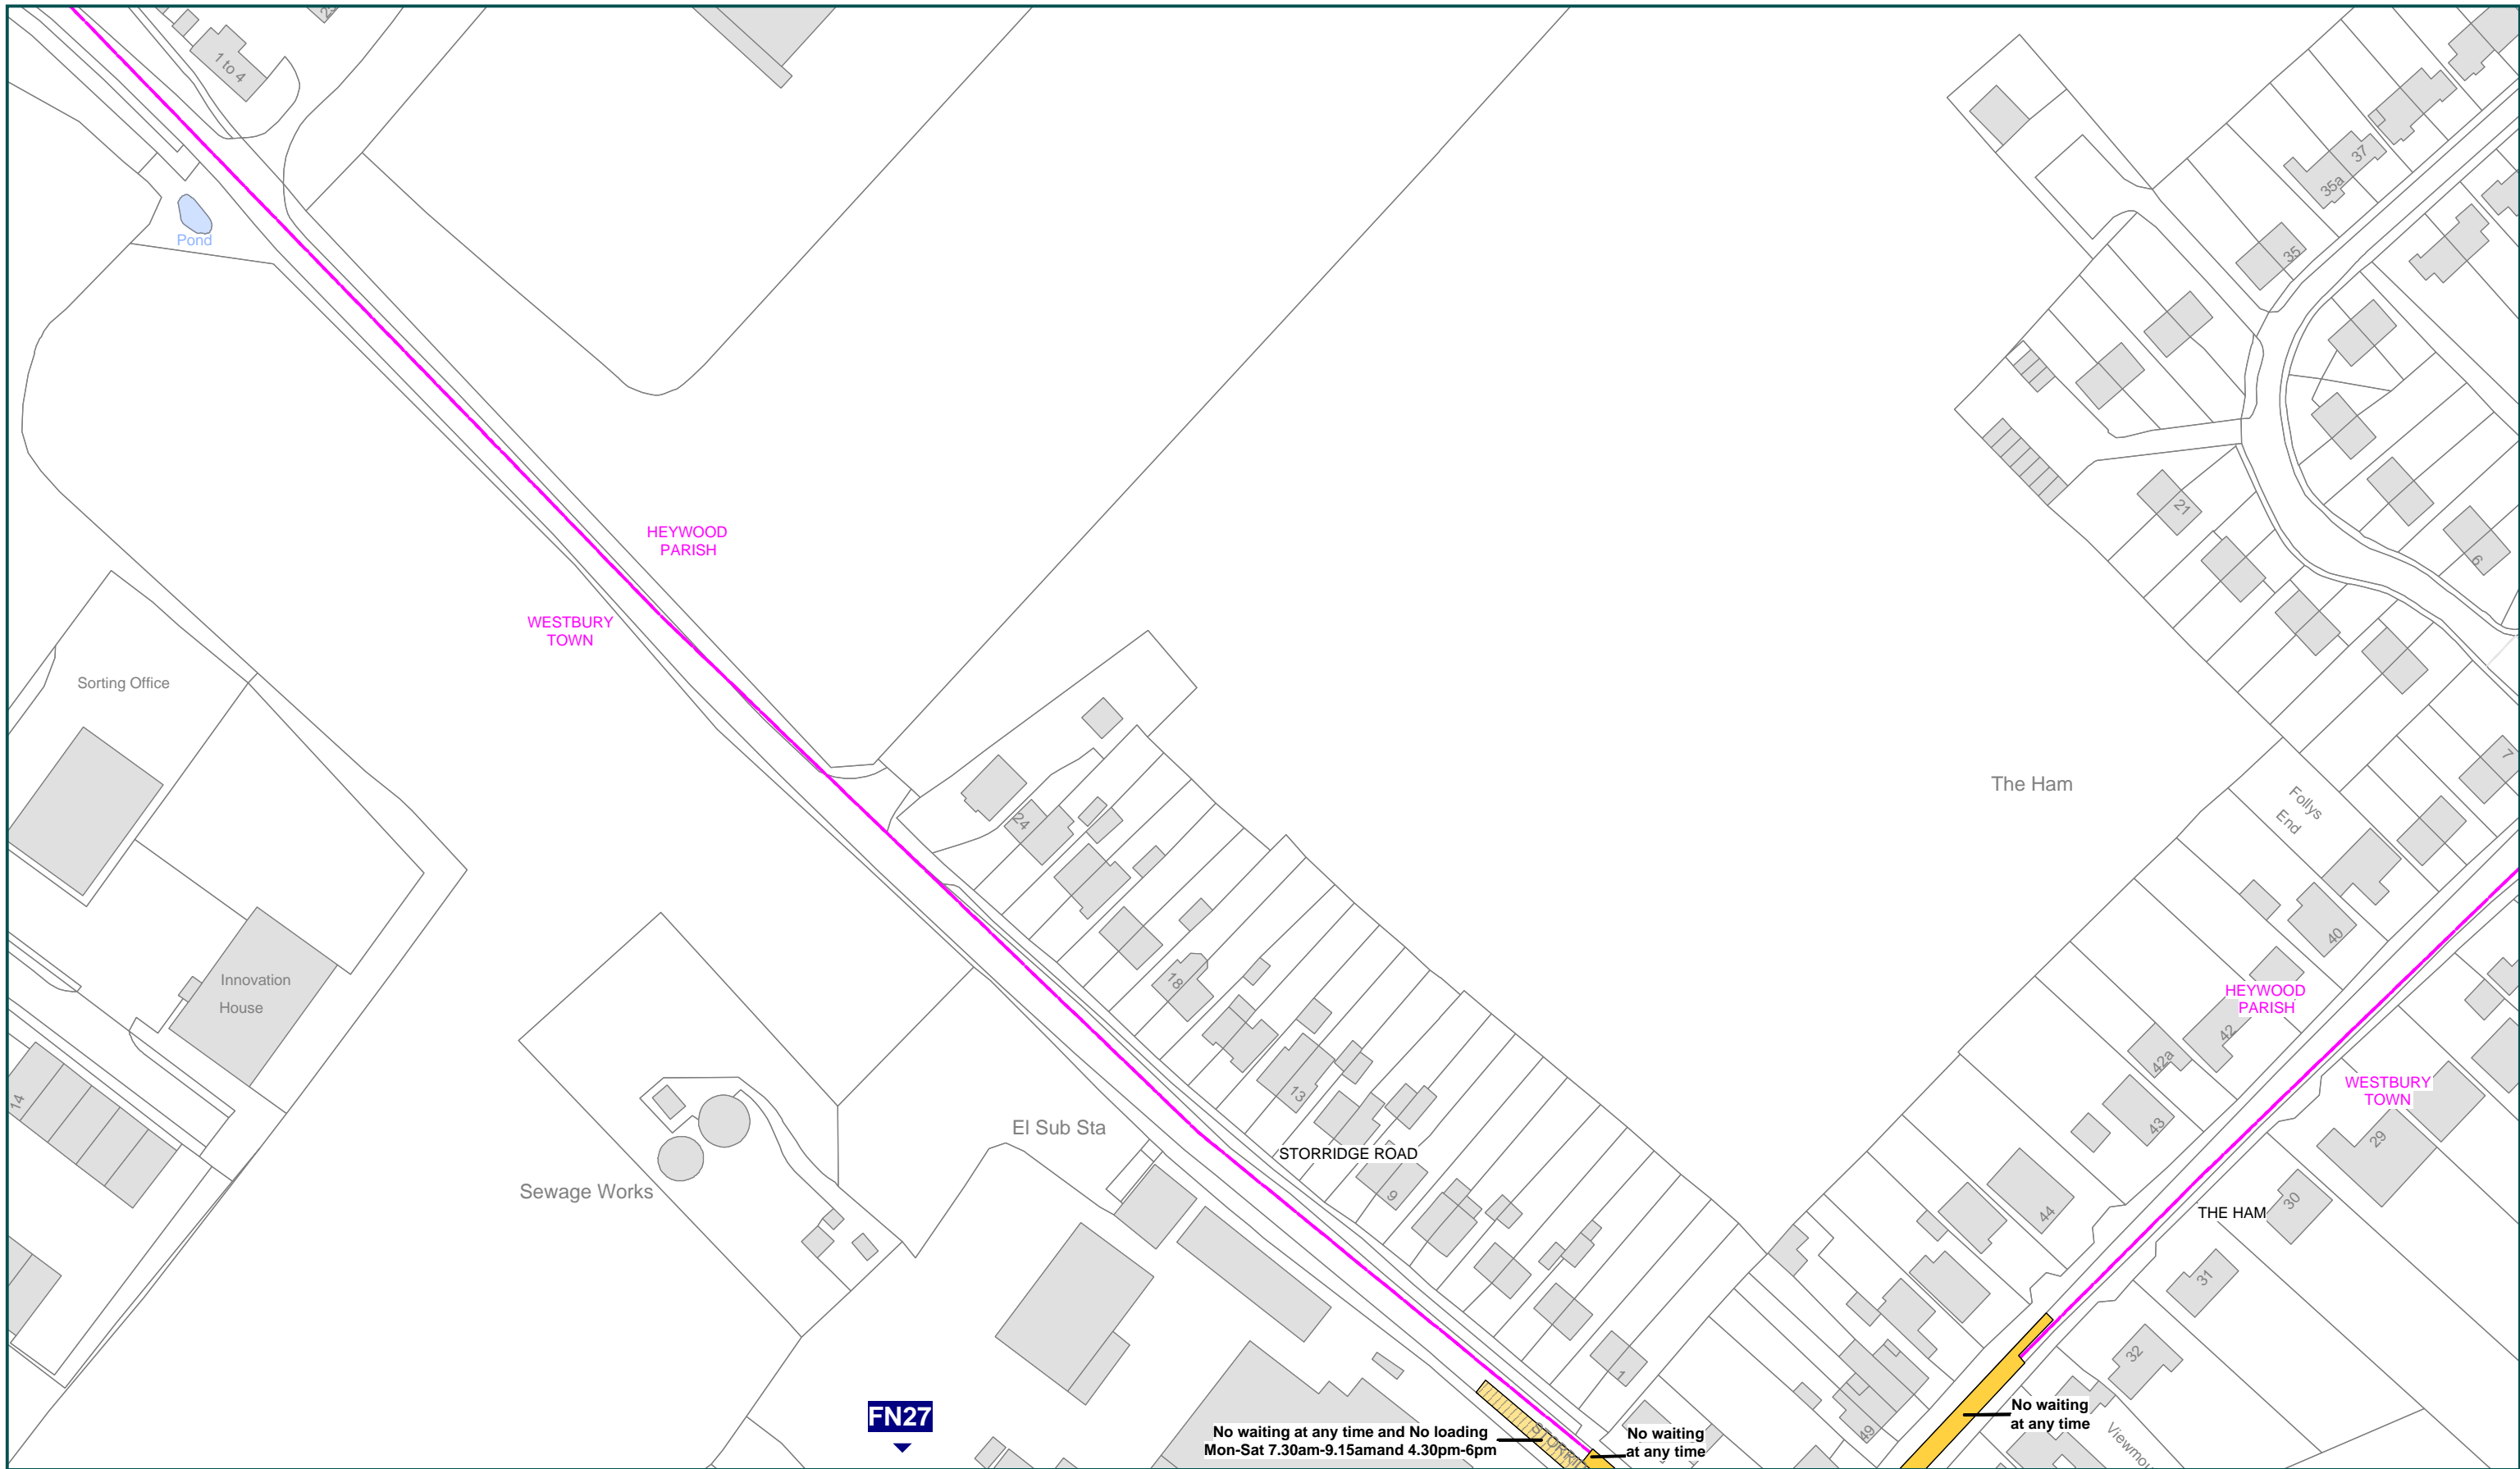 1 to 4
Pond
37
35a
35
21
6
HEYWOOD
PARISH
WESTBURY
TOWN
Sorting Office
The Ham
7
Follys
End
24
40
Innovation
House
18
HEYWOOD
PARISH
42
42a
13
14
WESTBURY
TOWN
43
29
El Sub Sta
STORRIDGE ROAD
Sewage Works
9
30
THE HAM
44
31
32
1
FN27
No waiting
at any time
49
No waiting at any time and No loading
Mon-Sat 7.30am-9.15amand 4.30pm-6pm
No waiting
at any time